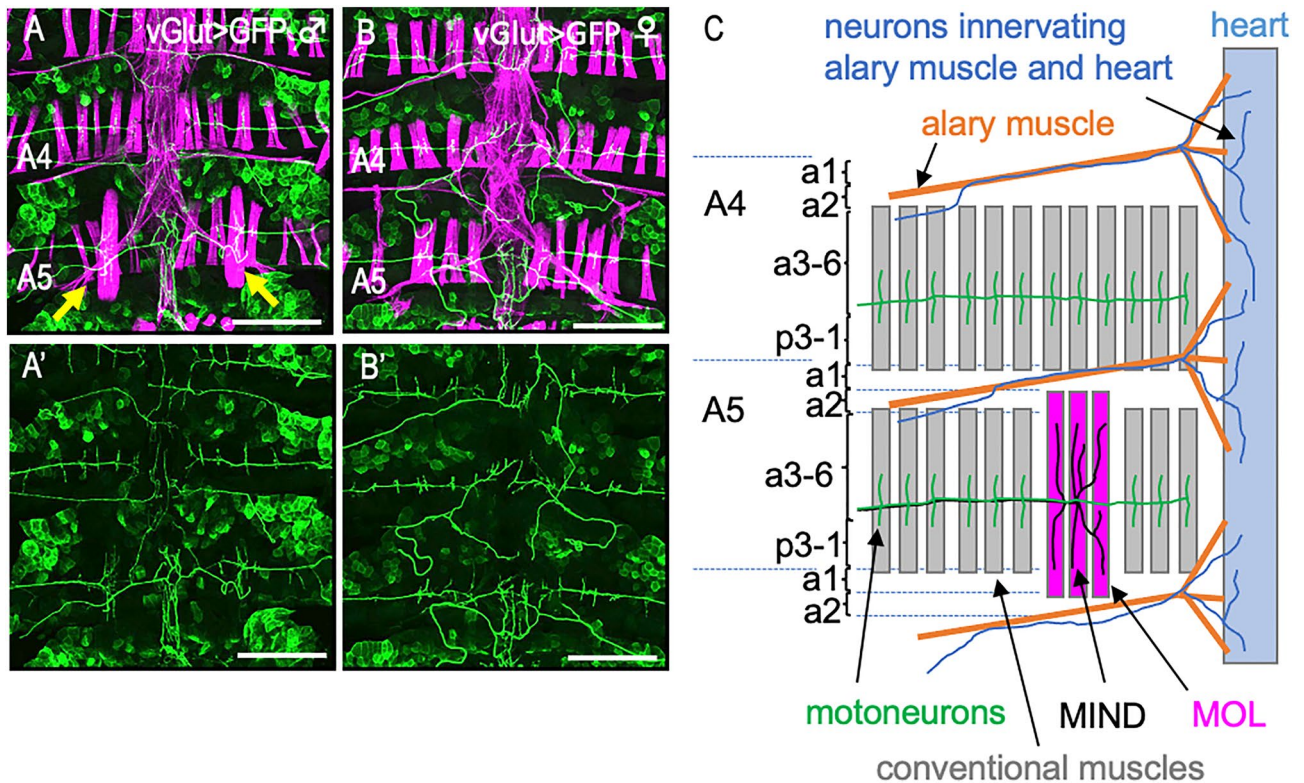 A
vGlut>GFP ♂
A4
A5
B
vGlut>GFP ♀
A4
A5
A'
B'
C
neurons innervating
alary muscle and heart
heart
alary muscle
A4
a1
a2
a3-6
p3-1
A5
a1
a2
a3-6
p3-1
a1
a2
motoneurons
MIND
MOL
conventional muscles